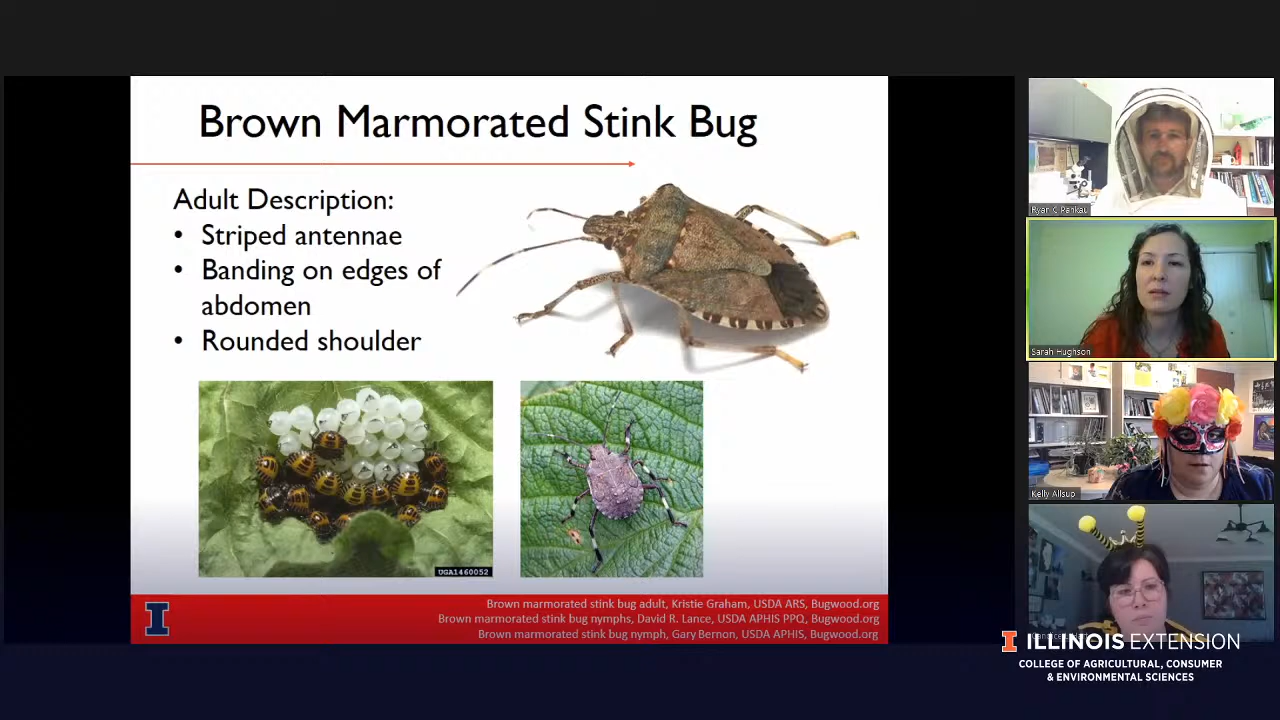 Brown Marmorated Stink Bug
Adult Description:
• Striped antennae
• Banding on edges of
abdomen
• Rounded shoulder
UGA1460052
Brown marmorated stink bug adult, Kristie Graham, USDA ARS, Bugwood.org
Brown marmorated stink bug nymphs, David R. Lance, USDA APHIS PPQ, Bugwood.org
Brown marmorated stink bug nymph, Gary Bernon, USDA APHIS, Bugwood.org
Ryan C Pankau
Sarah Hughson
Kelly Allsup
ILLINOIS EXTENSION
COLLEGE OF AGRICULTURAL, CONSUMER
& ENVIRONMENTAL SCIENCES